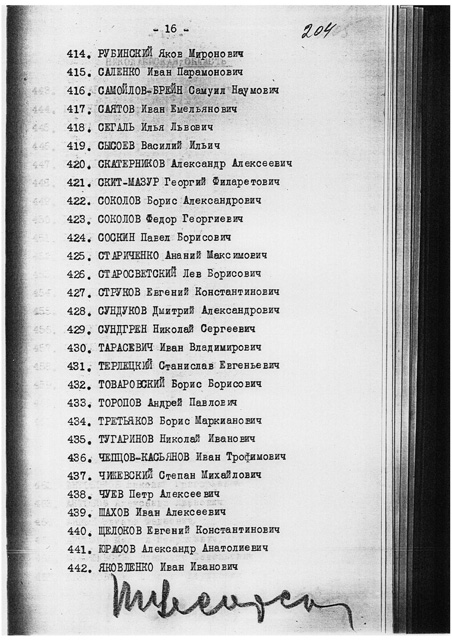 - 16 -
204
414. РУБИНСКИЙ Яков Миронович
415. САЛЕНКО Иван Парамонович
416. САМОЙЛОВ-БРЕЙН Самуил Наумович
417. САЯТОВ Иван Емельянович
418. СЕГАЛЬ Илья Львович
419. СЫСОЕВ Василий Ильич
420. СКАТЕРНИКОВ Александр Алексеевич
421. СКИТ-МАЗУР Георгий Филаретович
422. СОКОЛОВ Борис Александрович
423. СОКОЛОВ Федор Георгиевич
424. СОСКИН Павел Борисович
425. СТАРИЧЕНКО Ананий Максимович
426. СТАРОСВЕТСКИЙ Лев Борисович
427. СТРУКОВ Евгений Константинович
428. СУНДУКОВ Дмитрий Александрович
429. СУНДГРЕН Николай Сергеевич
430. ТАРАСЕВИЧ Иван Владимирович
431. ТЕРЛЕЦКИЙ Станислав Евгеньевич
432. ТОВАРОВСКИЙ Борис Борисович
433. ТОРОПОВ Андрей Павлович
434. ТРЕТЬЯКОВ Борис Маркианович
435. ТУГАРИНОВ Николай Иванович
436. ЧЕПЦОВ-КАСЬЯНОВ Иван Трофимович
437. ЧИШЕВСКИЙ Степан Михайлович
438. ЧУЕВ Петр Алексеевич
439. ШАХОВ Иван Алексеевич
440. ЩЕЛОКОВ Евгений Константинович
441. ЮРАСОВ Александр Анатолиевич
442. ЯКОВЛЕНКО Иван Иванович